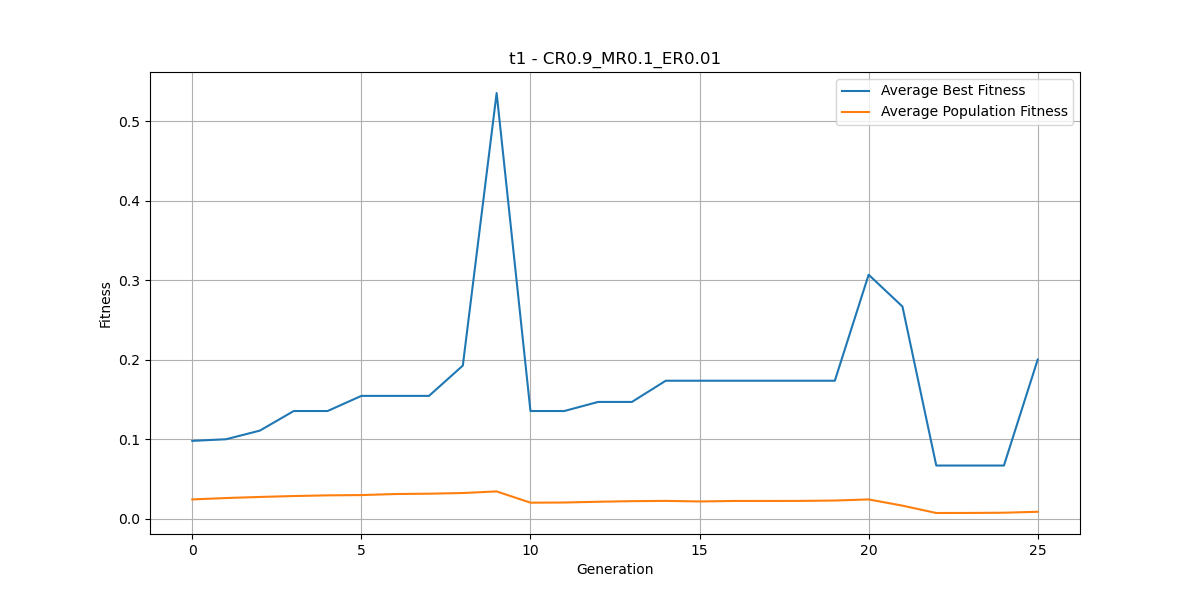 t1 - CR0.9_MR0.1_ER0.01
Average Best Fitness
Average Population Fitness
Fitness
0.5
0.4
0.3
0.2
0.1
0.0
0 5 10 15 20 25
Generation